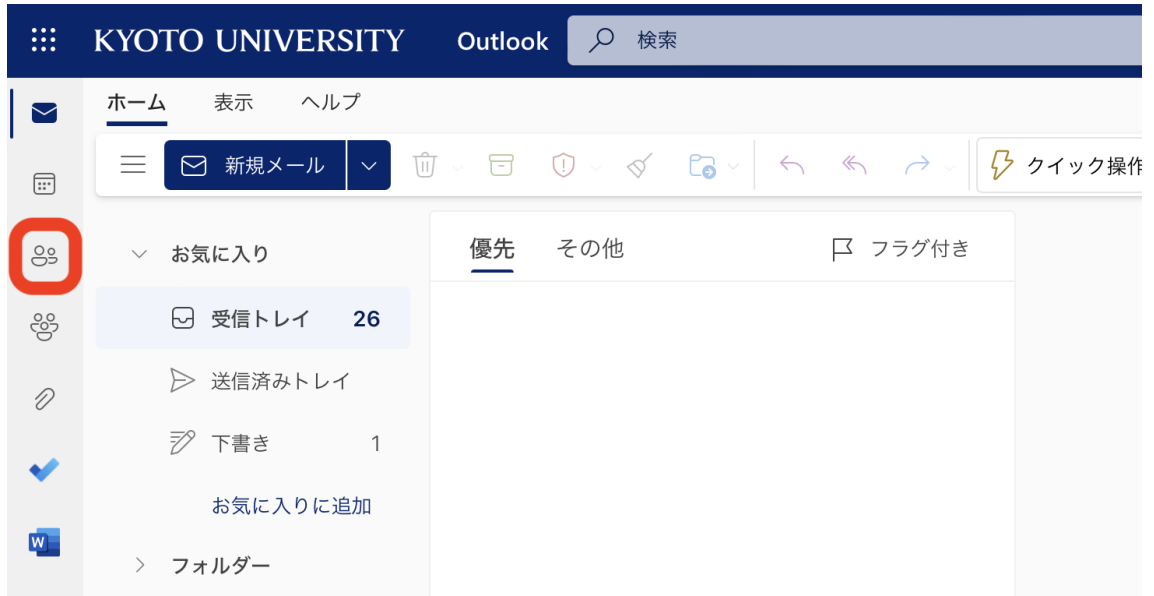 KYOTO UNIVERSITY Outlook 検索
ホーム 表示 ヘルプ
新規メール クイック操作
お気に入り
優先 その他 フラグ付き
受信トレイ 26
送信済みトレイ
下書き 1
お気に入りに追加
W
フォルダー